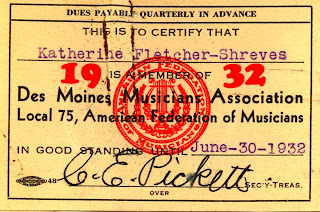 DUES PAYABLE QUARTERLY IN ADVANCE
THIS IS TO CERTIFY THAT
Katherine Fletcher-Shreves
19 IS A MEMBER OF 32
Des Moines Musicians Association
Local 75, American Federation of Musicians
IN GOOD STANDING UNTIL June-30-1932
48 C. E. Pickett SEC'Y-TREAS.
OVER